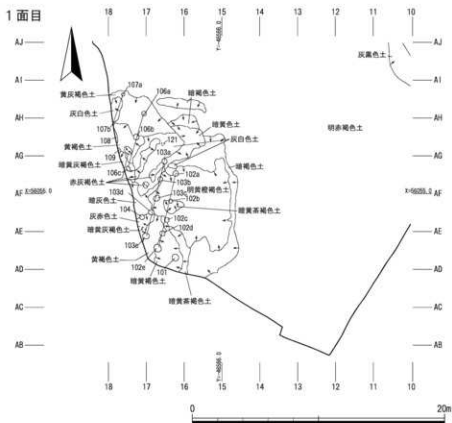 1面目
18 17 16 15 14 13 12 11 10
Y=-46566.0
AJ
AI
AH
AG
AF
AE
AD
AC
AB
AJ
AI
AH
AG
AF
AE
AD
AC
AB
灰黒色土
107a
106a
暗褐色土
黄灰褐色土
灰白色土
暗黄色土
明赤褐色土
107b
106b
121
灰白色土
108
103a
黄褐色土
暗褐色土
109
暗黄灰褐色土
102a
106c
103b
赤灰褐色土
103c
明黄橙褐色土
103d
102b
暗灰色土
暗黄茶褐色土
104
102c
灰赤色土
102d
暗黄灰褐色土
103e
黄褐色土
102e
101
暗黄茶褐色土
暗黄褐色土
18 17 16 14 13 12 11 10
0 20m